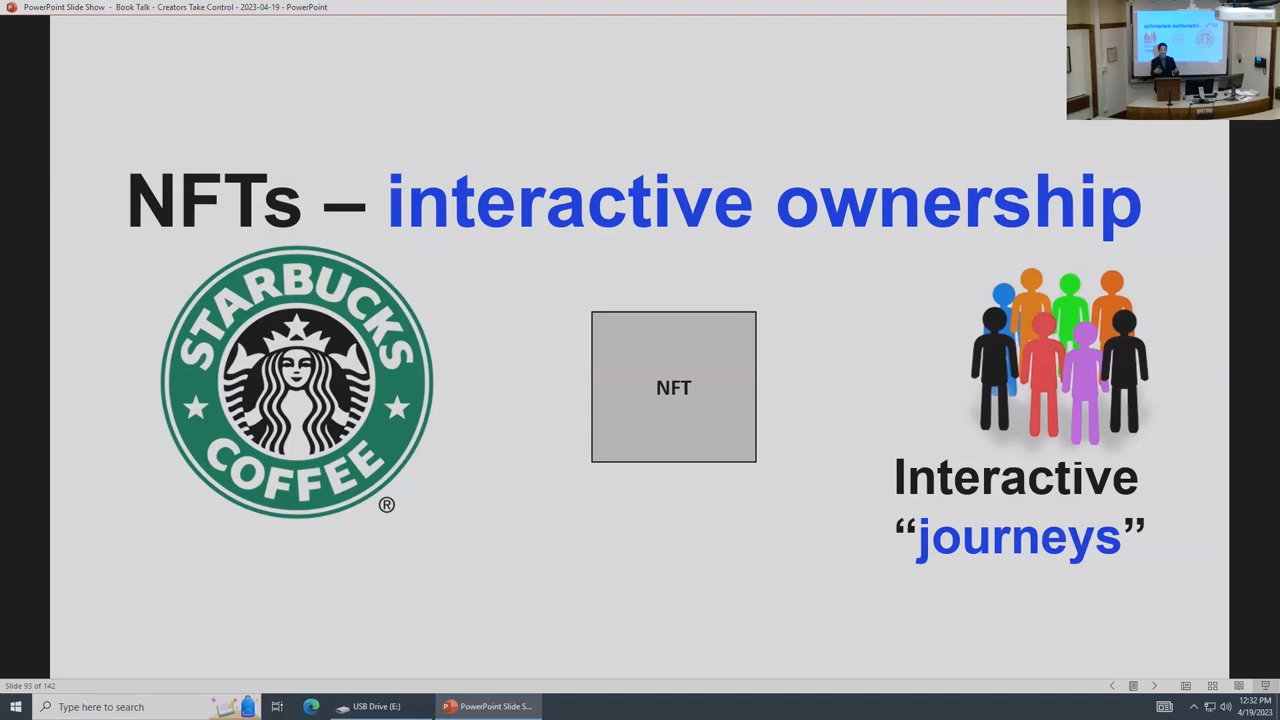 PowerPoint Slide Show - Book Talk - Creators Take Control - 2023-04-19 - PowerPoint
NFTs – interactive ownership
STARBUCKS
COFFEE
®
NFT
Interactive
“journeys”
Slide 93 of 142
Type here to search
USB Drive (E:)
PowerPoint Slide S...
12:32 PM
4/19/2023